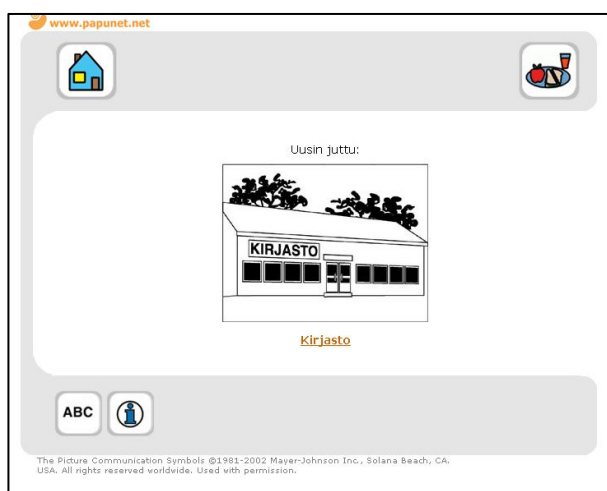 www.papunet.net
Uusin juttu:
KIRJASTO
Kirjasto
ABC
The Picture Communication Symbols ©1981-2002 Mayer-Johnson Inc., Solana Beach, CA.
USA. All rights reserved worldwide. Used with permission.